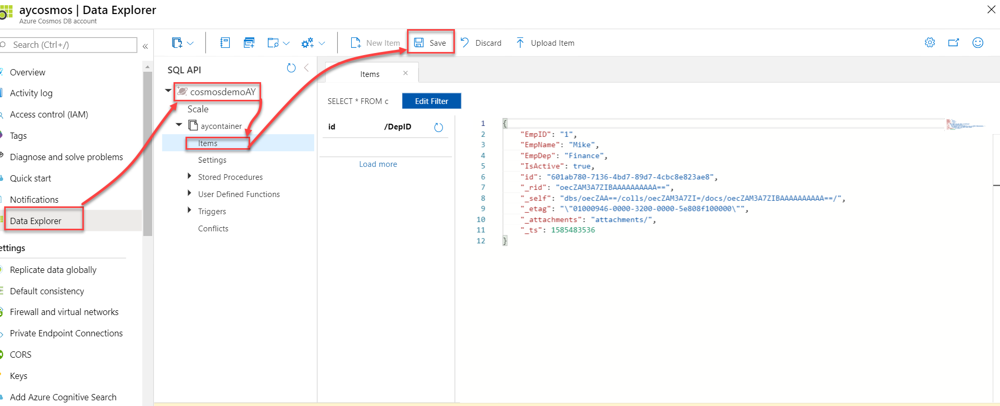 aycosmos | Data Explorer
Azure Cosmos DB account
Search (Ctrl+/)
«
Overview
Activity log
Access control (IAM)
Tags
Diagnose and solve problems
Quick start
Notifications
Data Explorer
ettings
Replicate data globally
Default consistency
Firewall and virtual networks
Private Endpoint Connections
CORS
Keys
Add Azure Cognitive Search
New Item
Save
Discard
Upload Item
SQL API
cosmosdemoAY
Scale
aycontainer
Items
Settings
Stored Procedures
User Defined Functions
Triggers
Conflicts
Items
SELECT * FROM c
Edit Filter
id /DepID
Load more
1 {
2 "EmpID": "1",
3 "EmpName": "Mike",
4 "EmpDep": "Finance",
5 "IsActive": true,
6 "id": "601ab780-7136-4bd7-89d7-4cbc8e823ae8",
7 "_rid": "oecZAM3A7ZIBAAAAAAAAAA==",
8 "_self": "dbs/oecZAA==/colls/oecZAM3A7ZI=/docs/oecZAM3A7ZIBAAAAAAAAAA==/",
9 "_etag": "\"01000946-0000-3200-0000-5e808f100000\"",
10 "_attachments": "attachments/",
11 "_ts": 1585483536
12 }